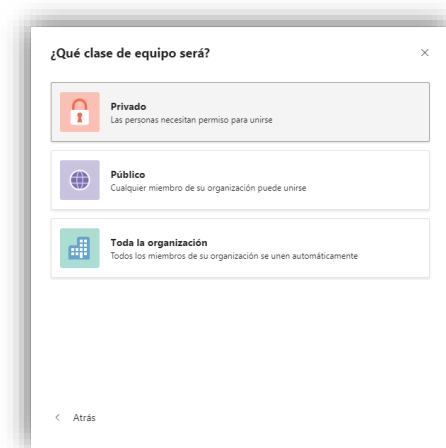 ¿Qué clase de equipo será?
Privado
Las personas necesitan permiso para unirse
Público
Cualquier miembro de su organización puede unirse
Toda la organización
Todos los miembros de su organización se unen automáticamente
Atrás